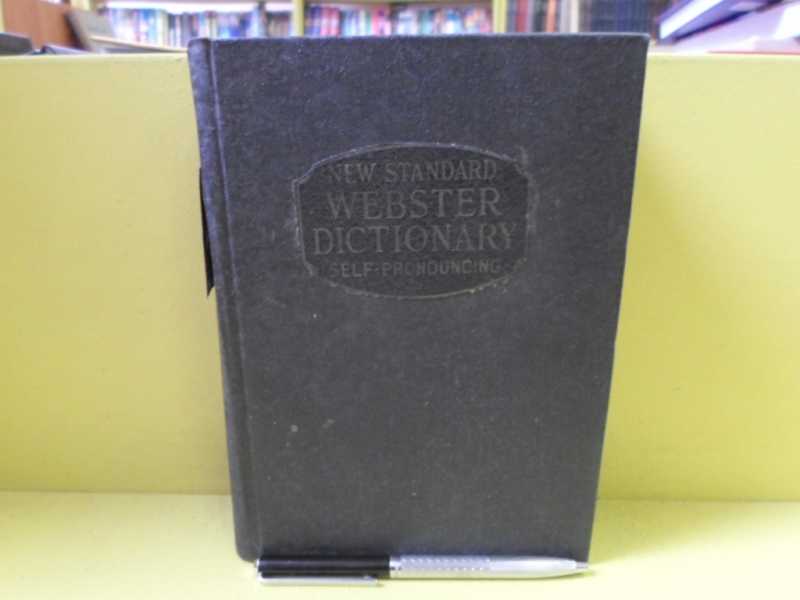 NEW STANDARD
WEBSTER
DICTIONARY
SELF-PRONOUNCING